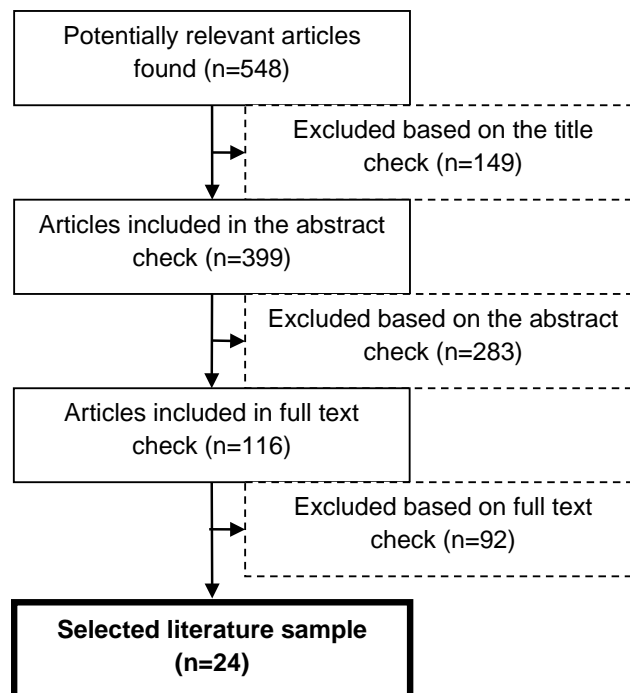 Potentially relevant articles
found (n=548)
Excluded based on the title
check (n=149)
Articles included in the abstract
check (n=399)
Excluded based on the abstract
check (n=283)
Articles included in full text
check (n=116)
Excluded based on full text
check (n=92)
Selected literature sample
(n=24)